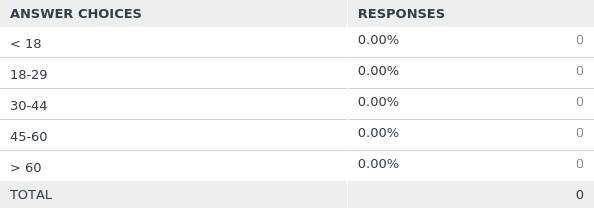 ANSWER CHOICES RESPONSES
< 18 0.00% 0
18-29 0.00% 0
30-44 0.00% 0
45-60 0.00% 0
> 60 0.00% 0
TOTAL 0